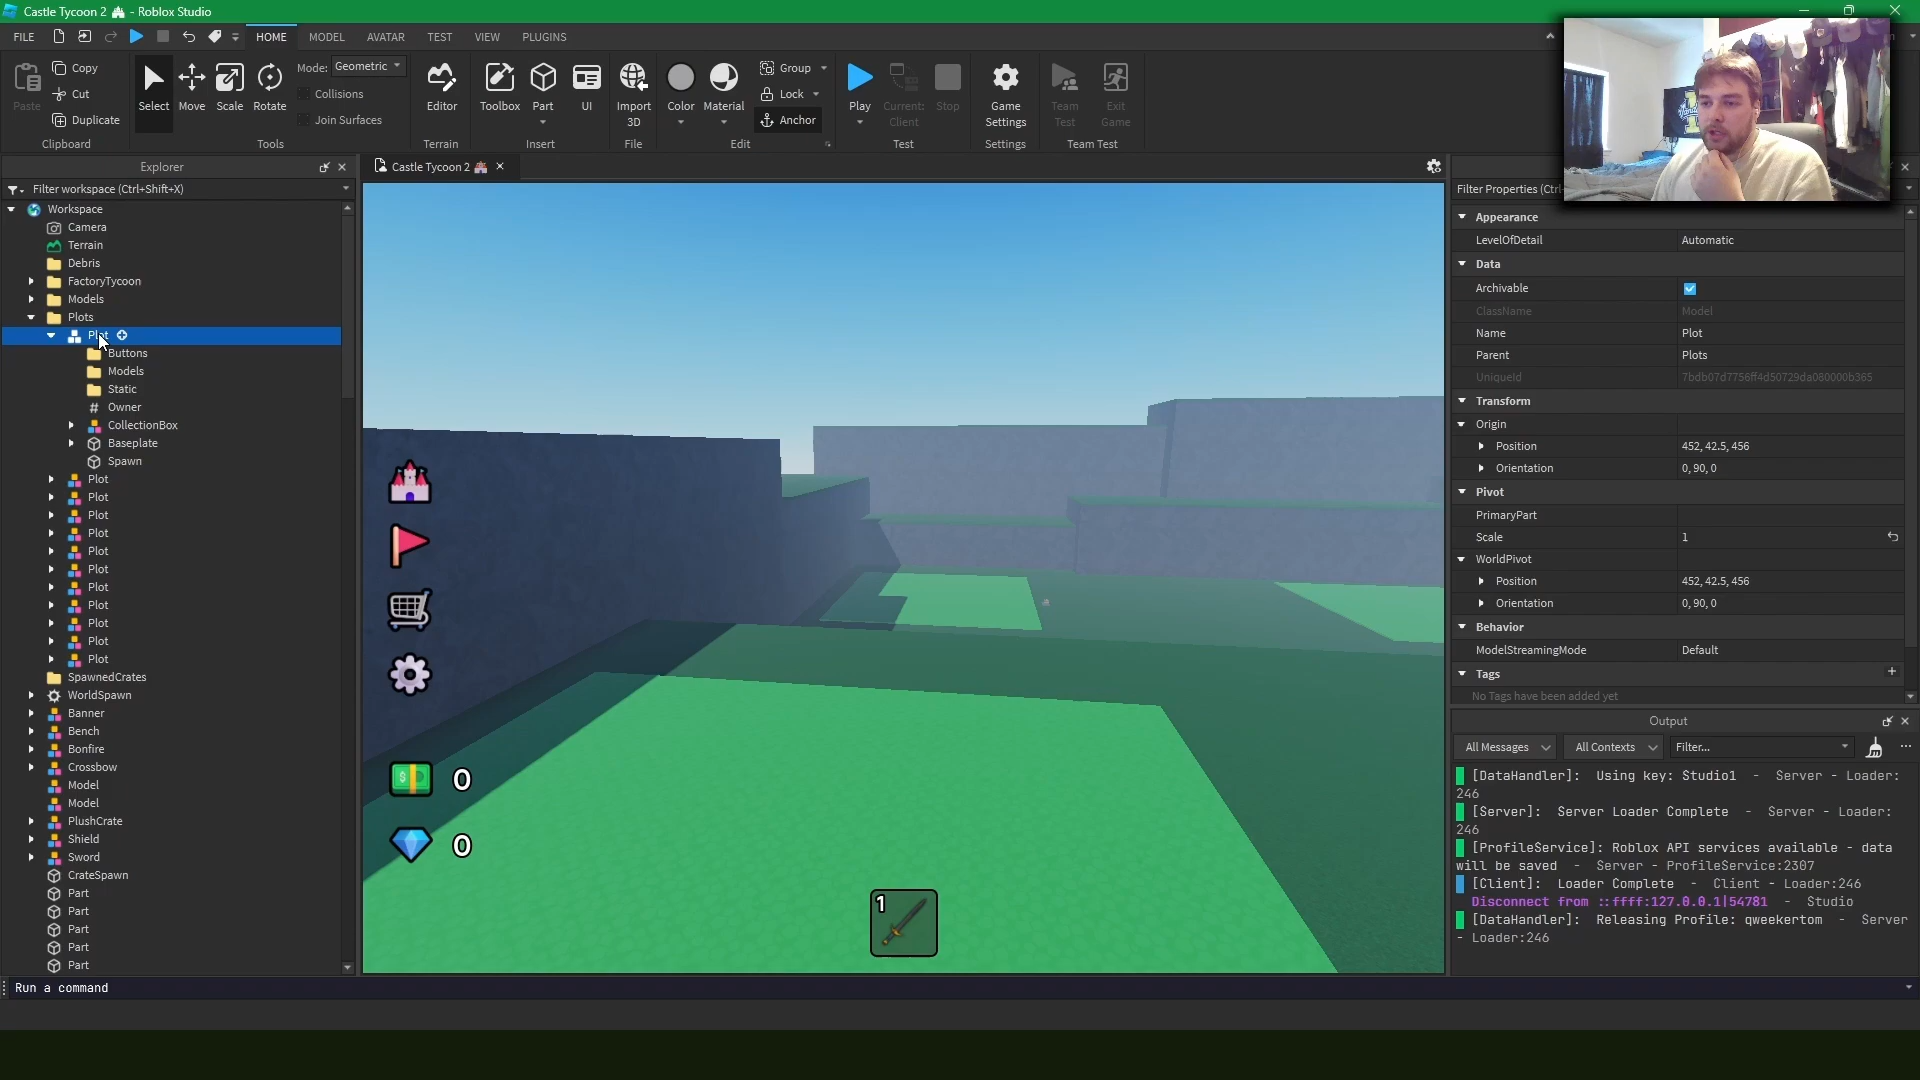 Castle Tycoon 2 - Roblox Studio
FILE
HOME
MODEL
AVATAR
TEST
VIEW
PLUGINS
Paste
Copy
Cut
Duplicate
Clipboard
Select
Move
Scale
Rotate
Mode:
Geometric
Collisions
Join Surfaces
Tools
Editor
Terrain
Toolbox
Part
UI
Insert
Import
3D
File
Color
Material
Group
Lock
Anchor
Edit
Play
Current:
Client
Stop
Test
Game
Settings
Settings
Team
Test
Exit
Game
Team Test
Explorer
Filter workspace (Ctrl+Shift+X)
Workspace
Camera
Terrain
Debris
FactoryTycoon
Models
Plots
Plot
Buttons
Models
Static
# Owner
CollectionBox
Baseplate
Spawn
Plot
Plot
Plot
Plot
Plot
Plot
Plot
Plot
Plot
Plot
Plot
SpawnedCrates
WorldSpawn
Banner
Bench
Bonfire
Crossbow
Model
Model
PlushCrate
Shield
Sword
CrateSpawn
Part
Part
Part
Part
Part
Castle Tycoon 2
0
0
1
Filter Properties (Ctrl
Appearance
LevelOfDetail
Automatic
Data
Archivable
ClassName
Model
Name
Plot
Parent
Plots
UniqueId
7bdb07d7756ff4d50729da080000b365
Transform
Origin
Position
452, 42.5, 456
Orientation
0, 90, 0
Pivot
PrimaryPart
Scale
1
WorldPivot
Position
452, 42.5, 456
Orientation
0, 90, 0
Behavior
ModelStreamingMode
Default
Tags
No Tags have been added yet
Output
All Messages
All Contexts
Filter...
[DataHandler]: Using key: Studio1 - Server - Loader:
246
[Server]: Server Loader Complete - Server - Loader:
246
[ProfileService]: Roblox API services available - data
will be saved - Server - ProfileService:2307
[Client]: Loader Complete - Client - Loader:246
Disconnect from ::ffff:127.0.0.1|54781 - Studio
[DataHandler]: Releasing Profile: qweekertom - Server
- Loader:246
Run a command